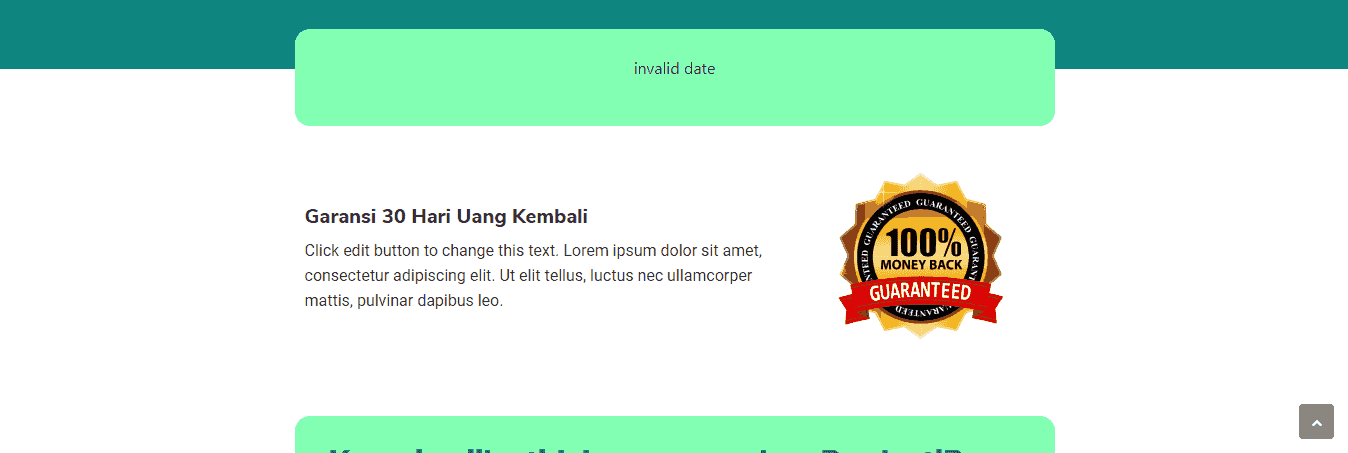 invalid date
Garansi 30 Hari Uang Kembali
Click edit button to change this text. Lorem ipsum dolor sit amet,
consectetur adipiscing elit. Ut elit tellus, luctus nec ullamcorper
mattis, pulvinar dapibus leo.
GUARANTEED GUARANTEED GUARANTEED
100%
MONEY BACK
GUARANTEED
GUARANTEED